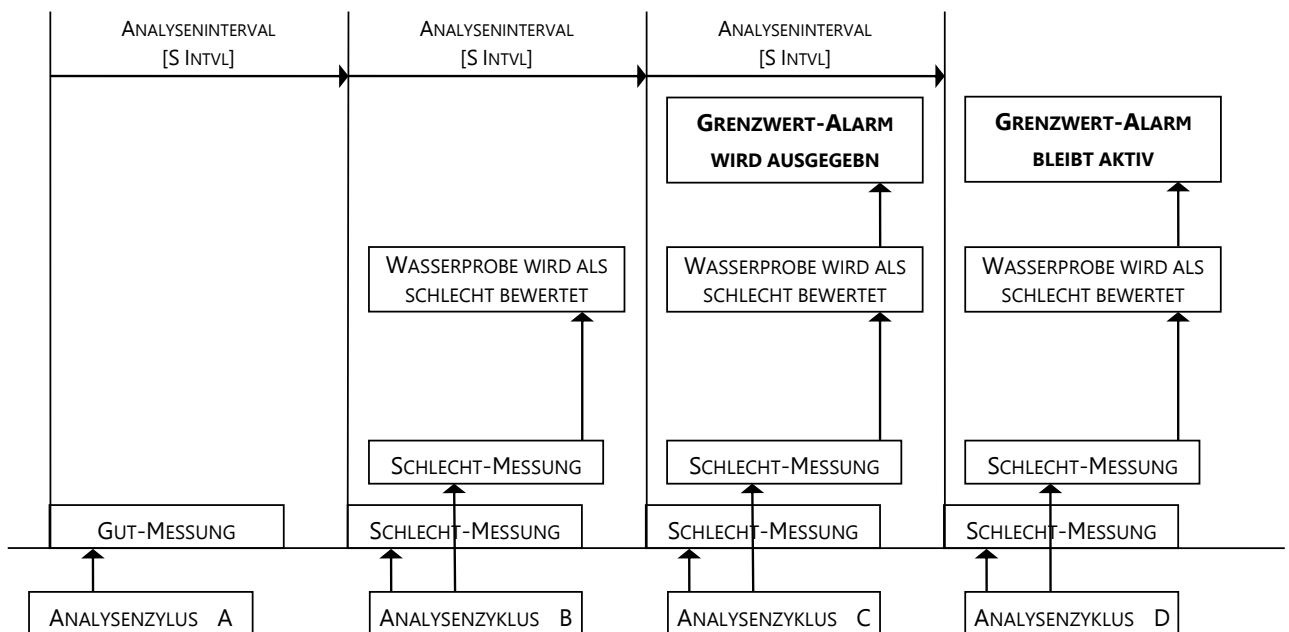 ANALYSENINTERVAL
[S INTVL]
ANALYSENINTERVAL
[S INTVL]
ANALYSENINTERVAL
[S INTVL]
GRENZWERT-ALARM
WIRD AUSGEGEBN
GRENZWERT-ALARM
BLEIBT AKTIV
WASSERPROBE WIRD ALS
SCHLECHT BEWERTET
WASSERPROBE WIRD ALS
SCHLECHT BEWERTET
WASSERPROBE WIRD ALS
SCHLECHT BEWERTET
SCHLECHT-MESSUNG
SCHLECHT-MESSUNG
SCHLECHT-MESSUNG
GUT-MESSUNG
SCHLECHT-MESSUNG
SCHLECHT-MESSUNG
SCHLECHT-MESSUNG
ANALYSENZYLUS A
ANALYSENZYKLUS B
ANALYSENZYKLUS C
ANALYSENZYKLUS D